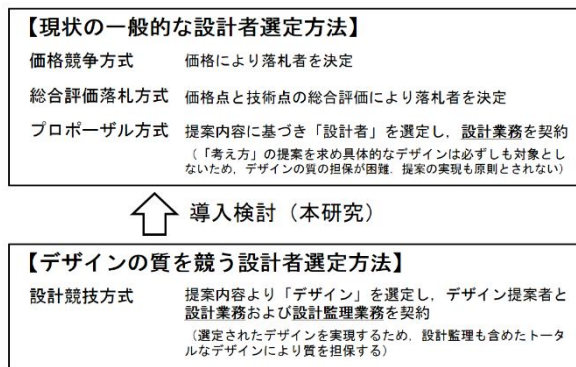 【現状の一般的な設計者選定方法】
価格競争方式 価格により落札者を決定
総合評価落札方式 価格点と技術点の総合評価により落札者を決定
プロポーザル方式 提案内容に基づき「設計者」を選定し，設計業務を契約
（「考え方」の提案を求め具体的なデザインは必ずしも対象とし
ないため，デザインの質の担保が困難．提案の実現も原則とされない）
導入検討（本研究）
【デザインの質を競う設計者選定方法】
設計競技方式 提案内容より「デザイン」を選定し，デザイン提案者と
設計業務および設計監理業務を契約
（選定されたデザインを実現するため，設計監理も含めたトータ
ルなデザインにより質を担保する）